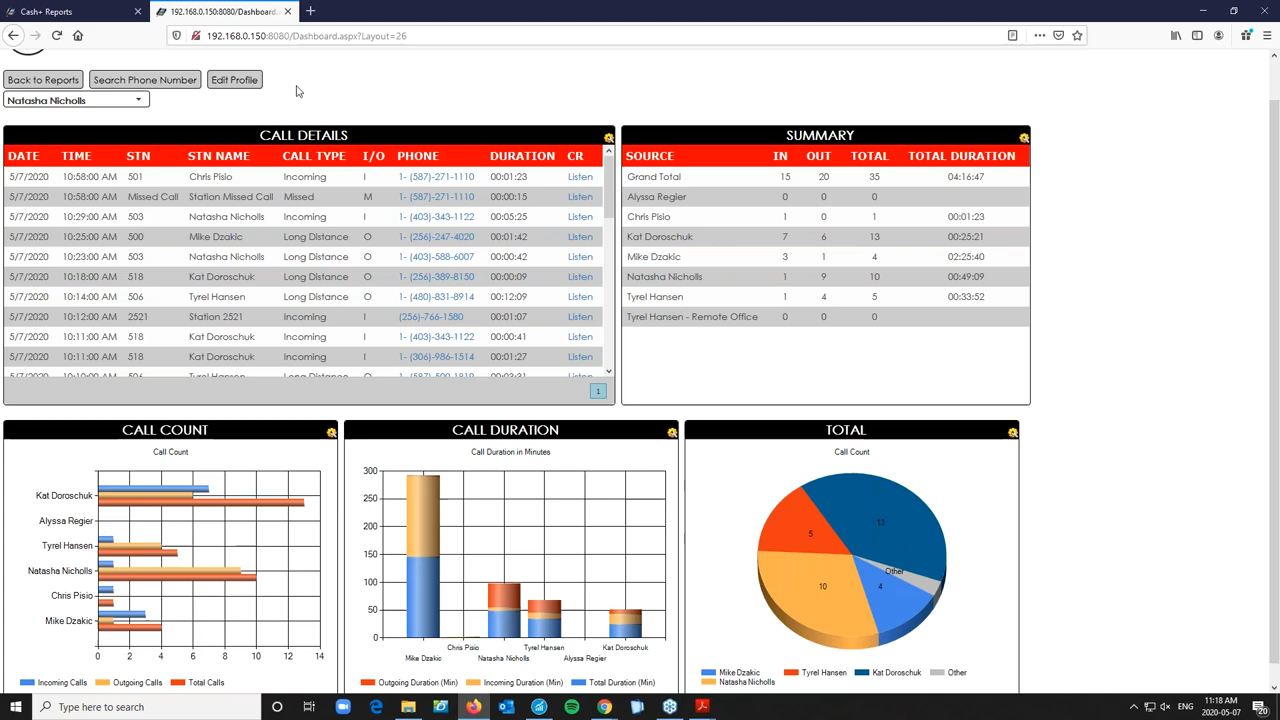 Cash+ Reports
192.168.0.150:8080/Dashboard.
192.168.0.150:8080/Dashboard.aspx?Layout=26
Back to Reports Search Phone Number Edit Profile
Natasha Nicholls
CALL DETAILS
DATE TIME STN STN NAME CALL TYPE I/O PHONE DURATION CR
5/7/2020 10:58:00 AM 501 Chris Pisio Incoming I 1- (587)-271-1110 00:01:23 Listen
5/7/2020 10:58:00 AM Missed Call Station Missed Call Missed M 1- (587)-271-1110 00:00:15 Listen
5/7/2020 10:29:00 AM 503 Natasha Nicholls Incoming I 1- (403)-343-1122 00:05:25 Listen
5/7/2020 10:25:00 AM 500 Mike Dzakic Long Distance O 1- (256)-247-4020 00:01:42 Listen
5/7/2020 10:23:00 AM 503 Natasha Nicholls Long Distance O 1- (403)-588-6007 00:00:42 Listen
5/7/2020 10:18:00 AM 518 Kat Doroschuk Long Distance O 1- (256)-389-8150 00:00:09 Listen
5/7/2020 10:14:00 AM 506 Tyrel Hansen Long Distance O 1- (480)-831-8914 00:12:09 Listen
5/7/2020 10:12:00 AM 2521 Station 2521 Incoming I (256)-766-1580 00:01:07 Listen
5/7/2020 10:11:00 AM 518 Kat Doroschuk Incoming I 1- (403)-343-1122 00:00:41 Listen
5/7/2020 10:11:00 AM 518 Kat Doroschuk Incoming I 1- (306)-986-1514 00:01:27 Listen
1
SUMMARY
SOURCE IN OUT TOTAL TOTAL DURATION
Grand Total 15 20 35 04:16:47
Alyssa Regier 0 0 0
Chris Pisio 1 0 1 00:01:23
Kat Doroschuk 7 6 13 00:25:21
Mike Dzakic 3 1 4 02:25:40
Natasha Nicholls 1 9 10 00:49:09
Tyrel Hansen 1 4 5 00:33:52
Tyrel Hansen - Remote Office 0 0 0
CALL COUNT
Call Count
Kat Doroschuk
Alyssa Regier
Tyrel Hansen
Natasha Nicholls
Chris Pisio
Mike Dzakic
0 2 4 6 8 10 12 14
Incoming Calls Outgoing Calls Total Calls
CALL DURATION
Call Duration in Minutes
300
250
200
150
100
50
0
Chris Pisio Tyrel Hansen Kat Doroschuk
Mike Dzakic Natasha Nicholls Alyssa Regier
Outgoing Duration (Min) Incoming Duration (Min) Total Duration (Min)
TOTAL
Call Count
13
5
Other
10 4
Mike Dzakic Tyrel Hansen Kat Doroschuk Other
Natasha Nicholls
Type here to search
ENG
11:18 AM
2020-05-07
20